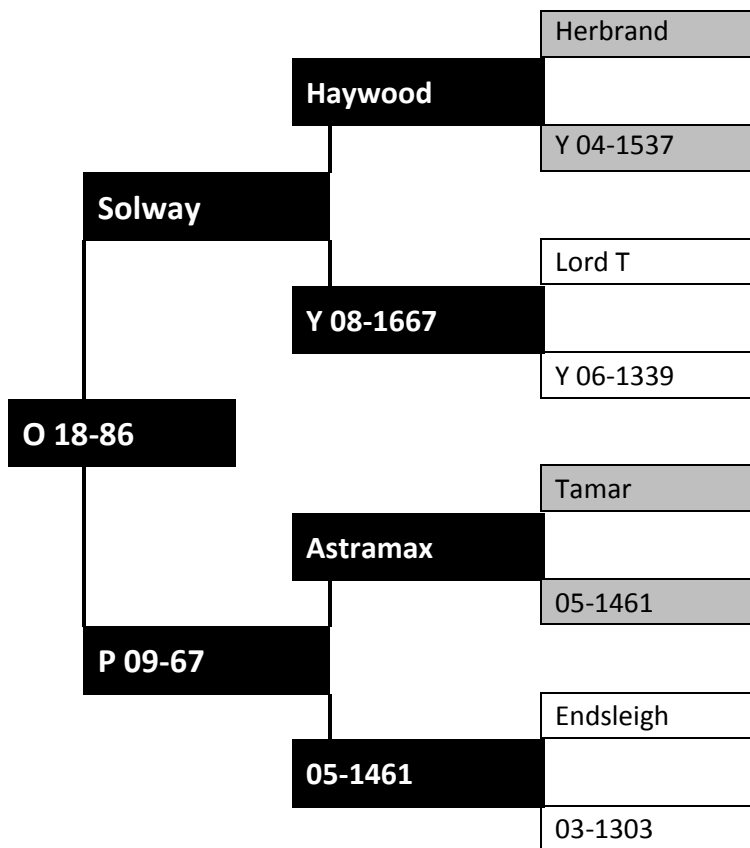 Herbrand
Haywood
Y 04-1537
Solway
Lord T
Y 08-1667
Y 06-1339
O 18-86
Tamar
Astramax
05-1461
P 09-67
Endsleigh
05-1461
03-1303